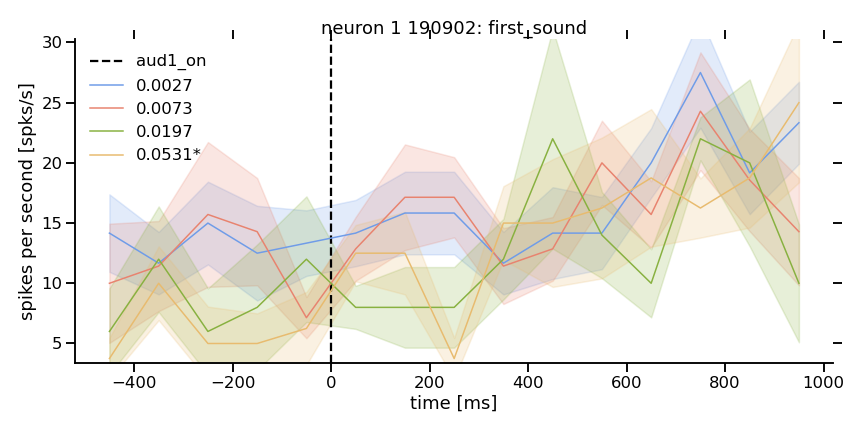 neuron 1 190902: first_sound
aud1_on
0.0027
0.0073
0.0197
0.0531*
spikes per second [spks/s]
30
25
20
15
10
5
−400 −200 0 200 400 600 800 1000
time [ms]